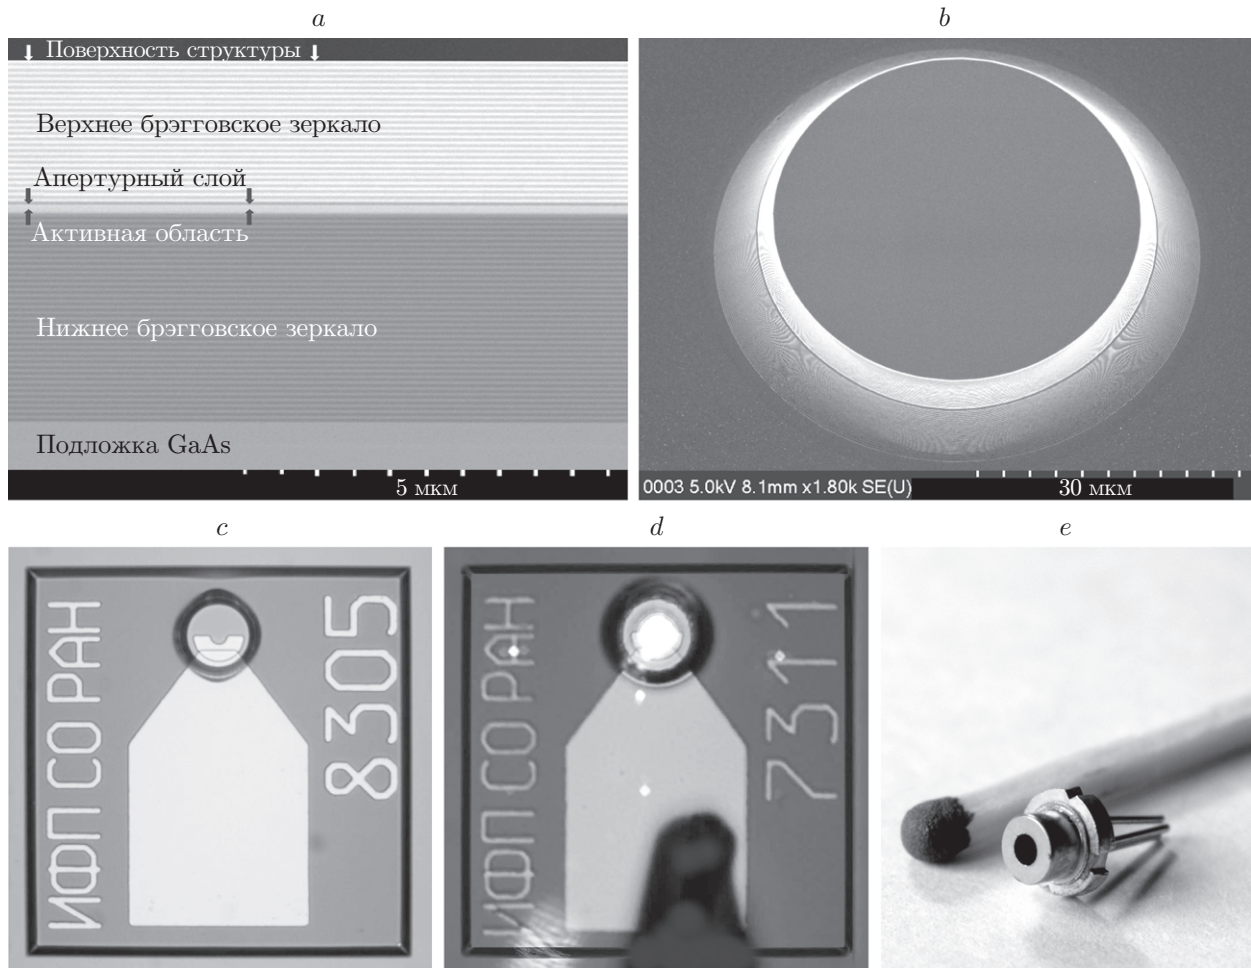 a
b
Поверхность структуры
Верхнее брэгговское зеркало
Апертурный слой
Активная область
Нижнее брэгговское зеркало
Подложка GaAs
5 мкм
0003 5.0kV 8.1mm x1.80k SE(U)
30 мкм
c
d
e
ИФП СО РАН
8305
ИФП СО РАН
7311